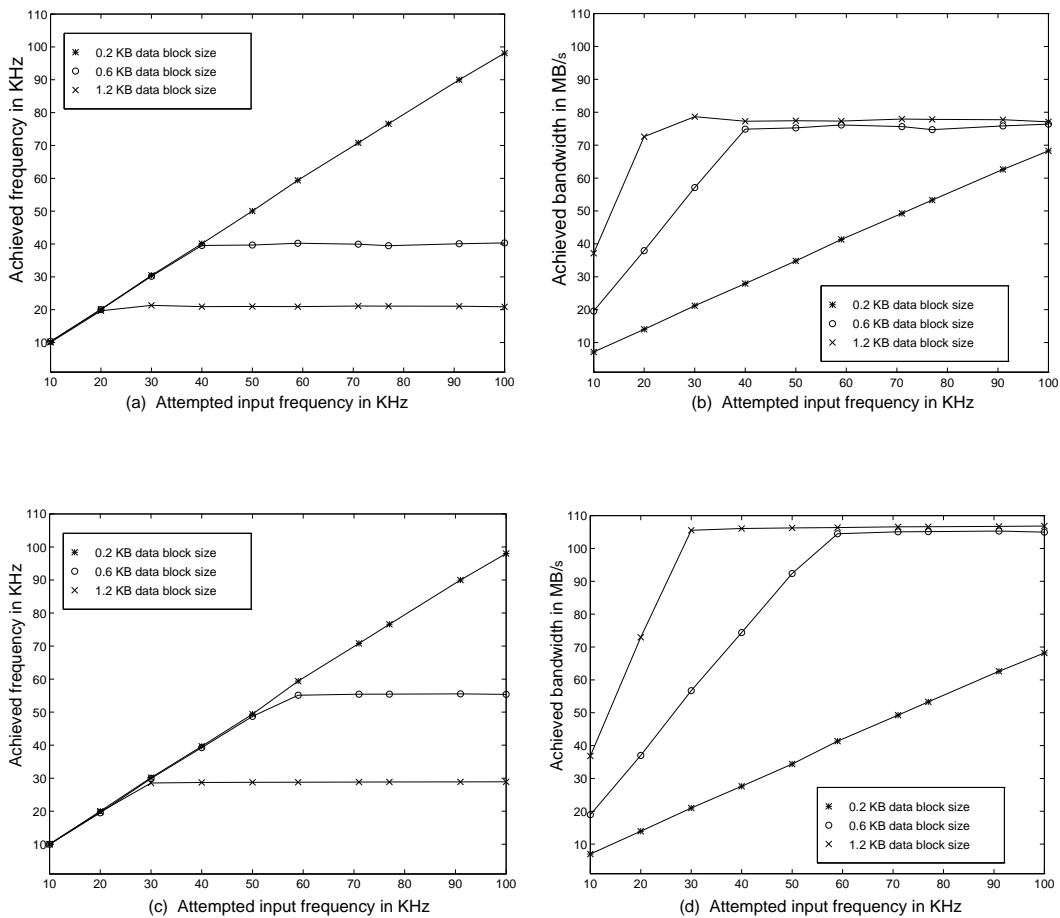 110
100
90
80
70
60
50
40
30
20
10
Achieved frequency in KHz
0.2 KB data block size
0.6 KB data block size
1.2 KB data block size
10 20 30 40 50 60 70 80 90 100
(a) Attempted input frequency in KHz
110
100
90
80
70
60
50
40
30
20
10
Achieved bandwidth in MB/s
0.2 KB data block size
0.6 KB data block size
1.2 KB data block size
10 20 30 40 50 60 70 80 90 100
(b) Attempted input frequency in KHz
110
100
90
80
70
60
50
40
30
20
10
Achieved frequency in KHz
0.2 KB data block size
0.6 KB data block size
1.2 KB data block size
10 20 30 40 50 60 70 80 90 100
(c) Attempted input frequency in KHz
110
100
90
80
70
60
50
40
30
20
10
Achieved bandwidth in MB/s
0.2 KB data block size
0.6 KB data block size
1.2 KB data block size
10 20 30 40 50 60 70 80 90 100
(d) Attempted input frequency in KHz